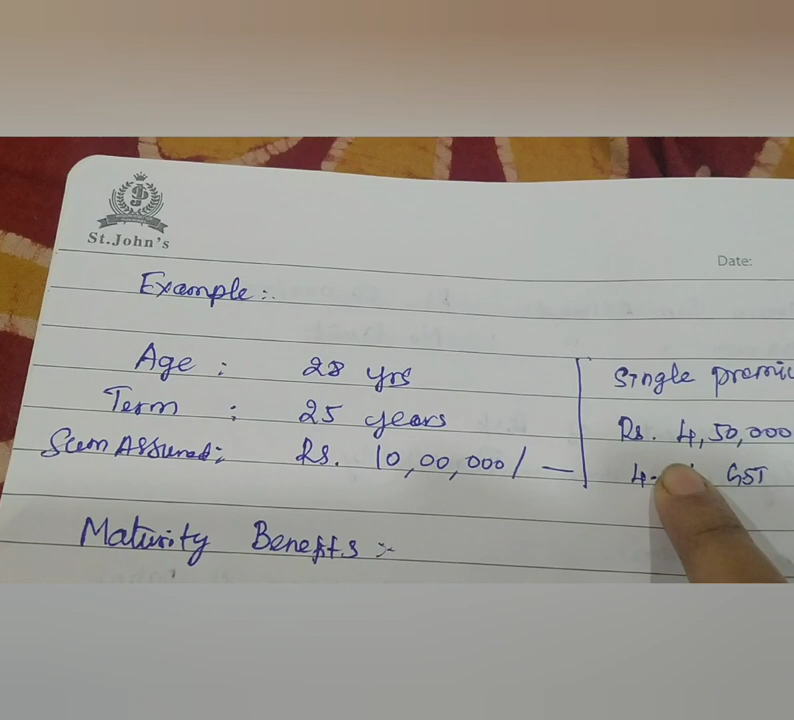 St.John's
Date:
Example :-
Age : 28 yrs
Single premiu
Term : 25 years
Rs. 4,50,000
Sum Assured:- Rs. 10,00,000/-
GST
Maturity Benefits :-